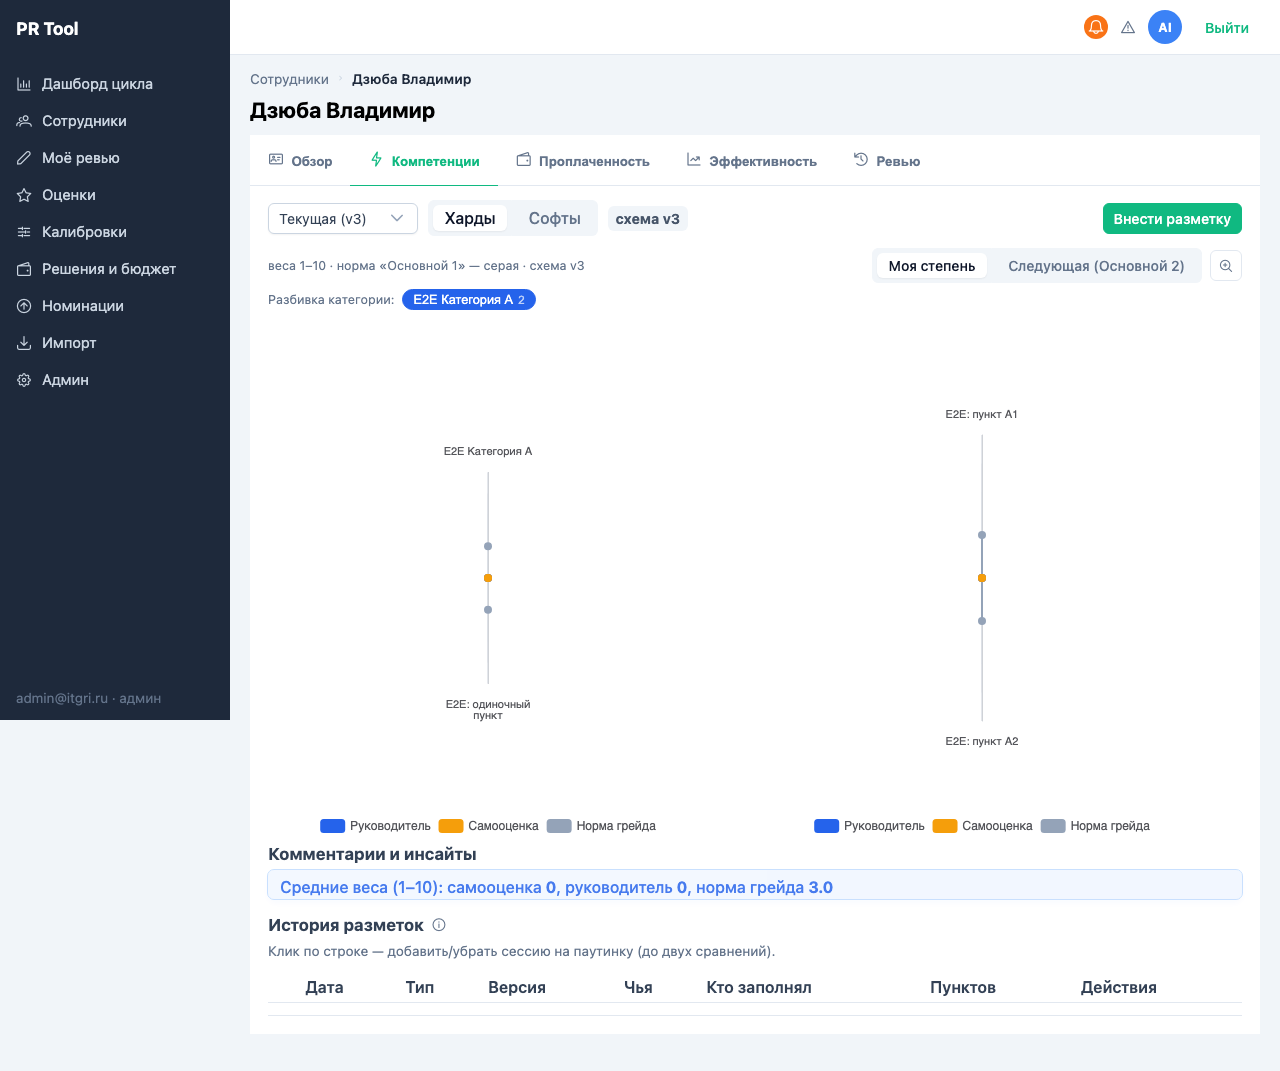 PR Tool
AI
Выйти
Дашборд цикла
Сотрудники
Моё ревью
Оценки
Калибровки
Решения и бюджет
Номинации
Импорт
Админ
admin@itgri.ru · админ
Сотрудники Дзюба Владимир
Дзюба Владимир
Обзор Компетенции Проплаченность Эффективность Ревью
Текущая (v3) Харды Софты схема v3 Внести разметку
веса 1–10 · норма «Основной 1» — серая · схема v3 Моя степень Следующая (Основной 2)
Разбивка категории: E2E Категория A 2
E2E Категория A
E2E: одиночный
пункт
Руководитель Самооценка Норма грейда
E2E: пункт A1
E2E: пункт A2
Руководитель Самооценка Норма грейда
Комментарии и инсайты
Средние веса (1–10): самооценка 0, руководитель 0, норма грейда 3.0
История разметок
Клик по строке — добавить/убрать сессию на паутинку (до двух сравнений).
Дата Тип Версия Чья Кто заполнял Пунктов Действия